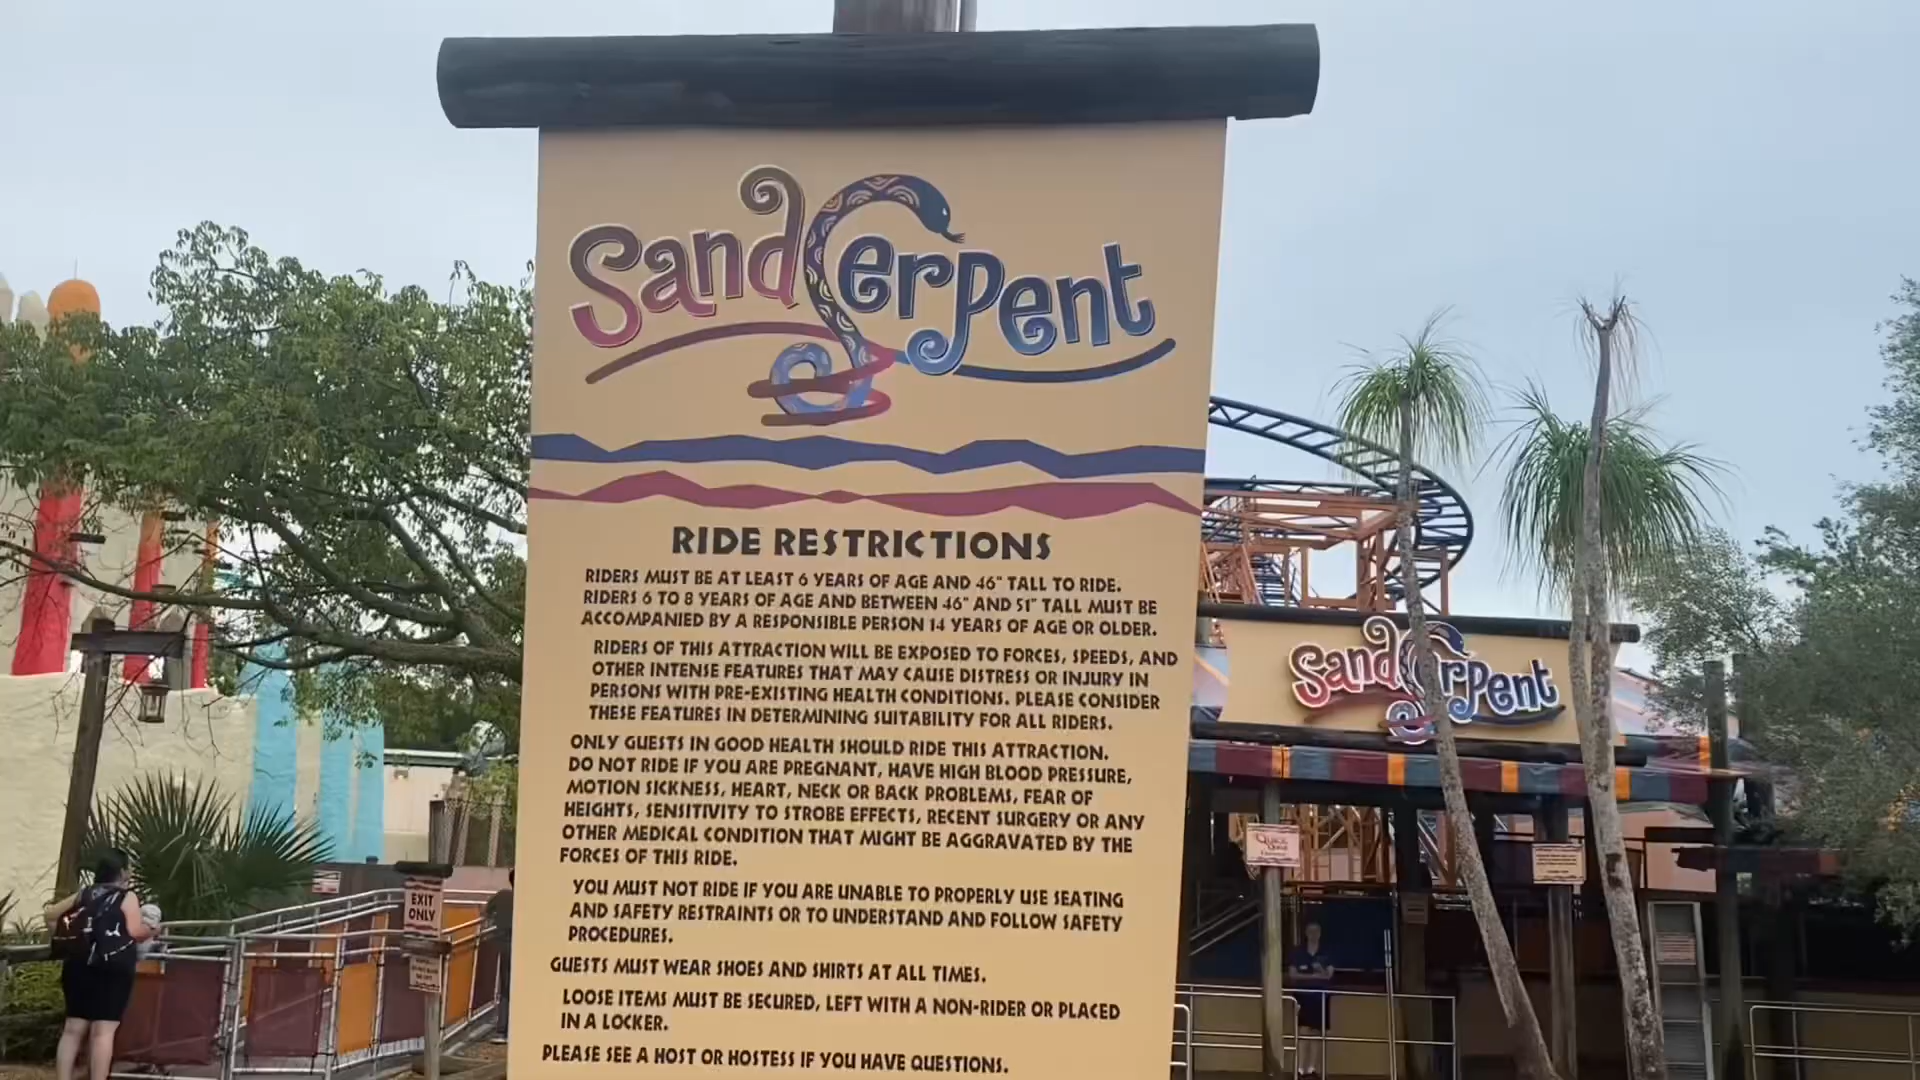 SandSerpent
RIDE RESTRICTIONS
RIDERS MUST BE AT LEAST 6 YEARS OF AGE AND 46" TALL TO RIDE.
RIDERS 6 TO 8 YEARS OF AGE AND BETWEEN 46" AND 51" TALL MUST BE
ACCOMPANIED BY A RESPONSIBLE PERSON 14 YEARS OF AGE OR OLDER.
RIDERS OF THIS ATTRACTION WILL BE EXPOSED TO FORCES, SPEEDS, AND
OTHER INTENSE FEATURES THAT MAY CAUSE DISTRESS OR INJURY IN
PERSONS WITH PRE-EXISTING HEALTH CONDITIONS. PLEASE CONSIDER
THESE FEATURES IN DETERMINING SUITABILITY FOR ALL RIDERS.
ONLY GUESTS IN GOOD HEALTH SHOULD RIDE THIS ATTRACTION.
DO NOT RIDE IF YOU ARE PREGNANT, HAVE HIGH BLOOD PRESSURE,
MOTION SICKNESS, HEART, NECK OR BACK PROBLEMS, FEAR OF
HEIGHTS, SENSITIVITY TO STROBE EFFECTS, RECENT SURGERY OR ANY
OTHER MEDICAL CONDITION THAT MIGHT BE AGGRAVATED BY THE
FORCES OF THIS RIDE.
YOU MUST NOT RIDE IF YOU ARE UNABLE TO PROPERLY USE SEATING
AND SAFETY RESTRAINTS OR TO UNDERSTAND AND FOLLOW SAFETY
PROCEDURES.
GUESTS MUST WEAR SHOES AND SHIRTS AT ALL TIMES.
LOOSE ITEMS MUST BE SECURED, LEFT WITH A NON-RIDER OR PLACED
IN A LOCKER.
PLEASE SEE A HOST OR HOSTESS IF YOU HAVE QUESTIONS.
SandSerpent
EXIT
ONLY